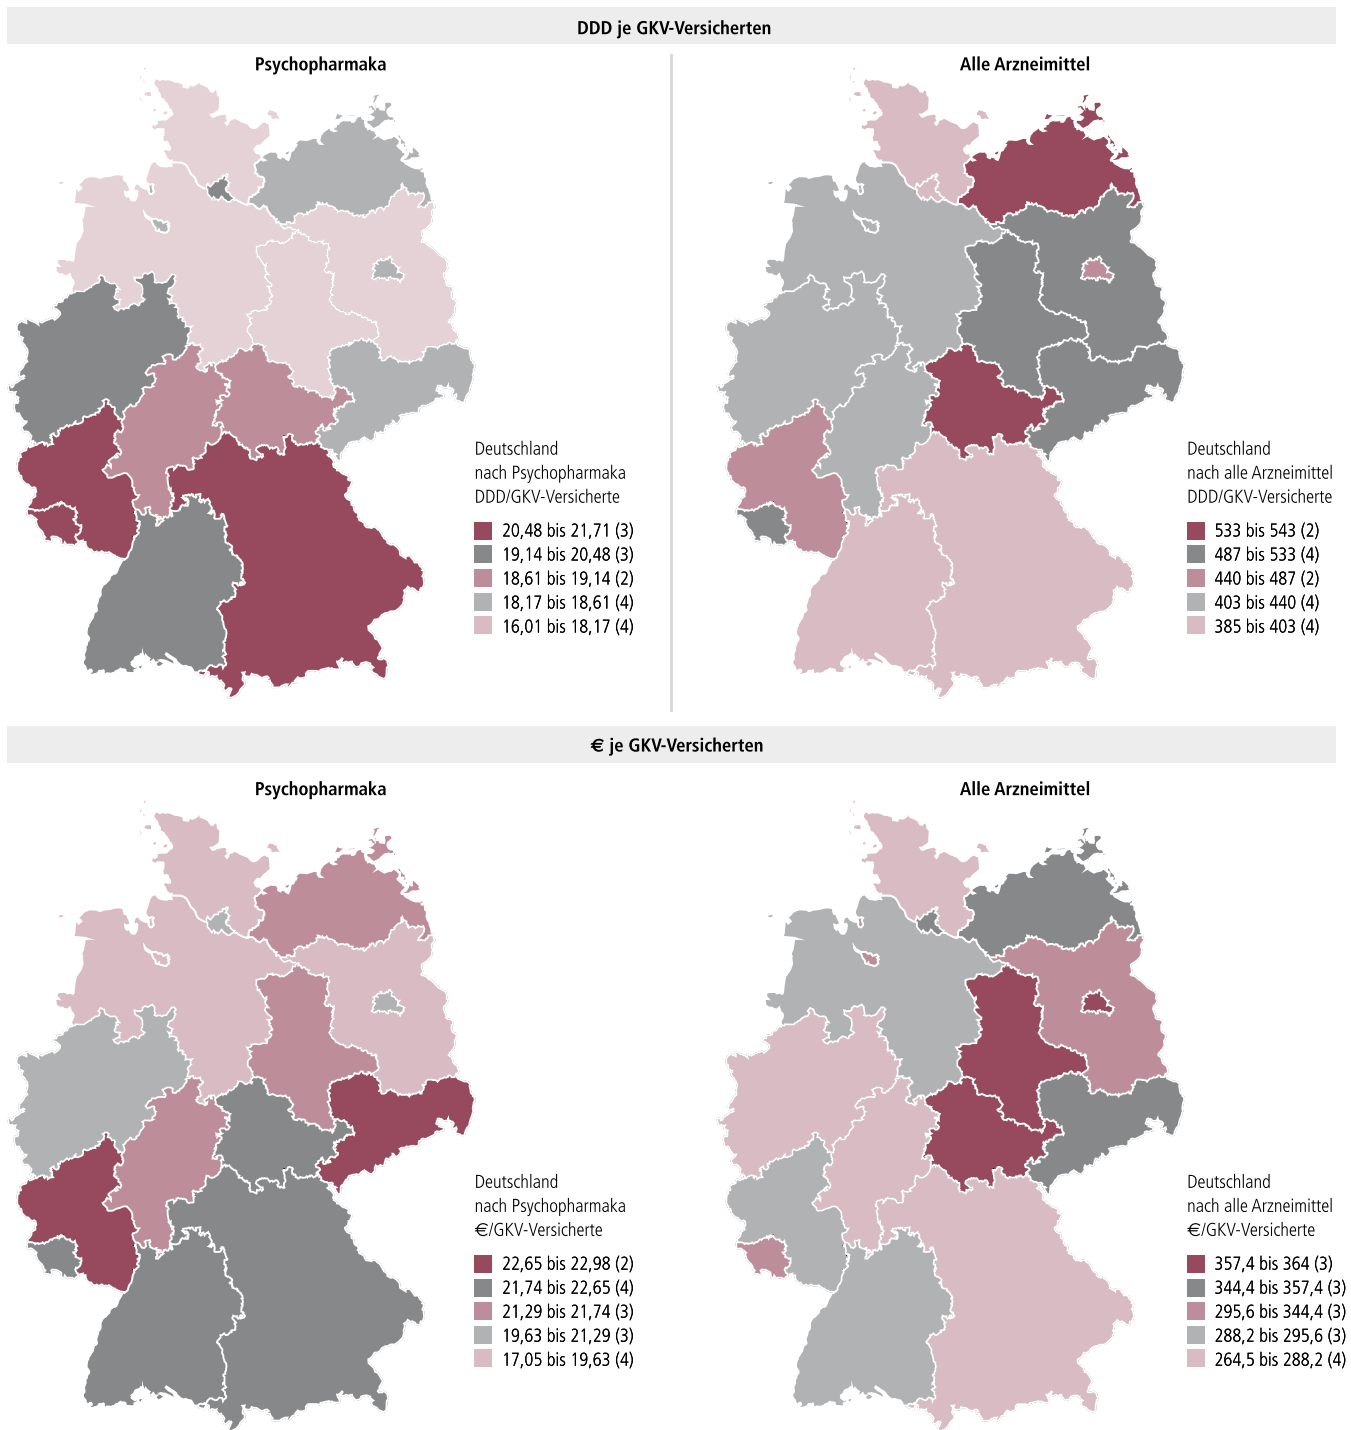 DDD je GKV-Versicherten
Psychopharmaka
Alle Arzneimittel
Deutschland
nach Psychopharmaka
DDD/GKV-Versicherte
20,48 bis 21,71 (3)
19,14 bis 20,48 (3)
18,61 bis 19,14 (2)
18,17 bis 18,61 (4)
16,01 bis 18,17 (4)
Deutschland
nach alle Arzneimittel
DDD/GKV-Versicherte
533 bis 543 (2)
487 bis 533 (4)
440 bis 487 (2)
403 bis 440 (4)
385 bis 403 (4)
€ je GKV-Versicherten
Psychopharmaka
Alle Arzneimittel
Deutschland
nach Psychopharmaka
€/GKV-Versicherte
22,65 bis 22,98 (2)
21,74 bis 22,65 (4)
21,29 bis 21,74 (3)
19,63 bis 21,29 (3)
17,05 bis 19,63 (4)
Deutschland
nach alle Arzneimittel
€/GKV-Versicherte
357,4 bis 364 (3)
344,4 bis 357,4 (3)
295,6 bis 344,4 (3)
288,2 bis 295,6 (3)
264,5 bis 288,2 (4)